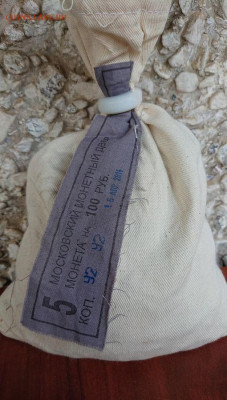 МОСКОВСКИЙ МОНЕТНЫЙ ДВОР
МОНЕТА НА 100 РУБ.
5
КОП. 92 92